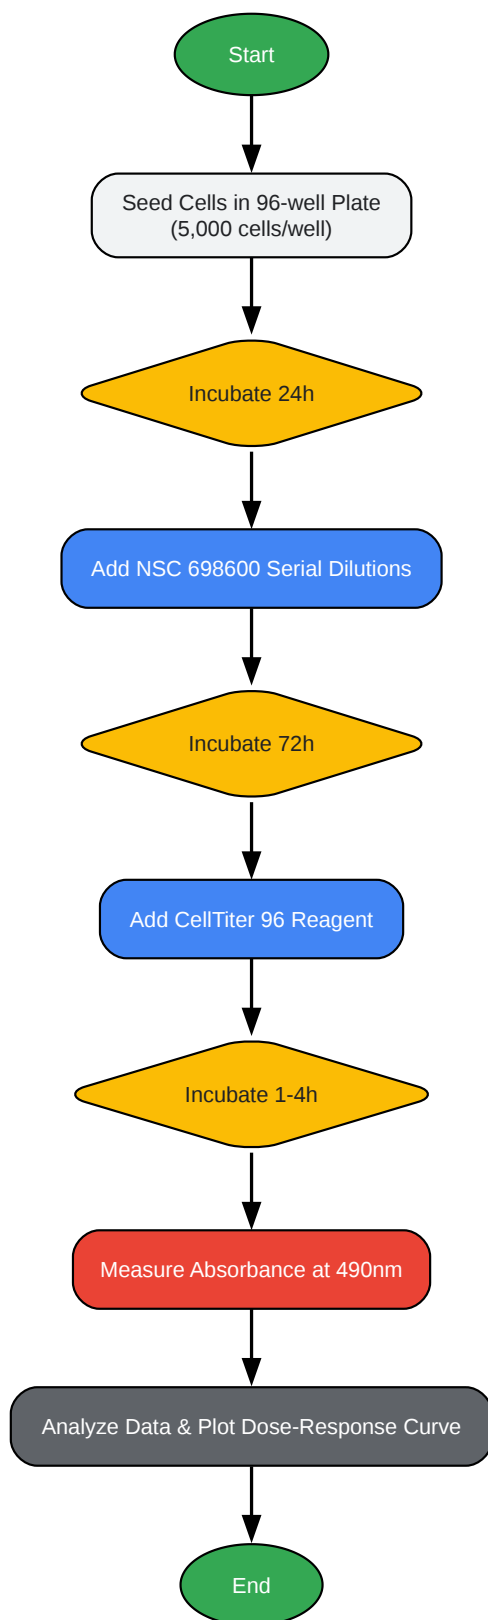 Start
Seed Cells in 96-well Plate
(5,000 cells/well)
Incubate 24h
Add NSC 698600 Serial Dilutions
Incubate 72h
Add CellTiter 96 Reagent
Incubate 1-4h
Measure Absorbance at 490nm
Analyze Data & Plot Dose-Response Curve
End